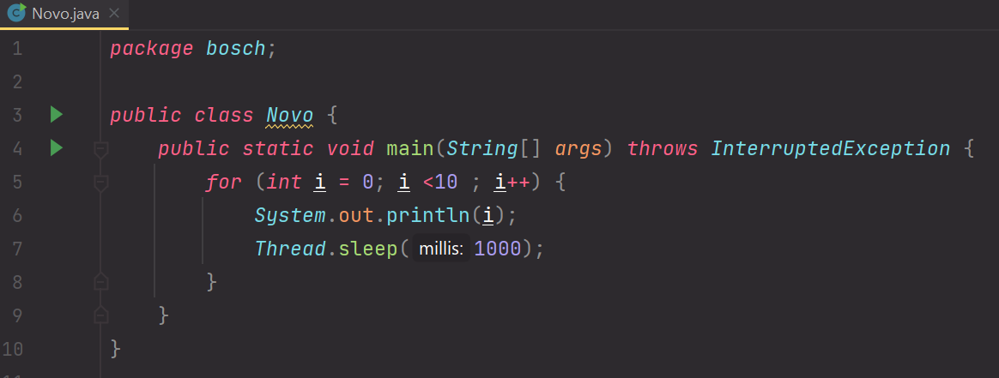 Novo.java
1 package bosch;
2
3 public class Novo {
4 public static void main(String[] args) throws InterruptedException {
5 for (int i = 0; i <10 ; i++) {
6 System.out.println(i);
7 Thread.sleep( millis: 1000);
8 }
9 }
10 }